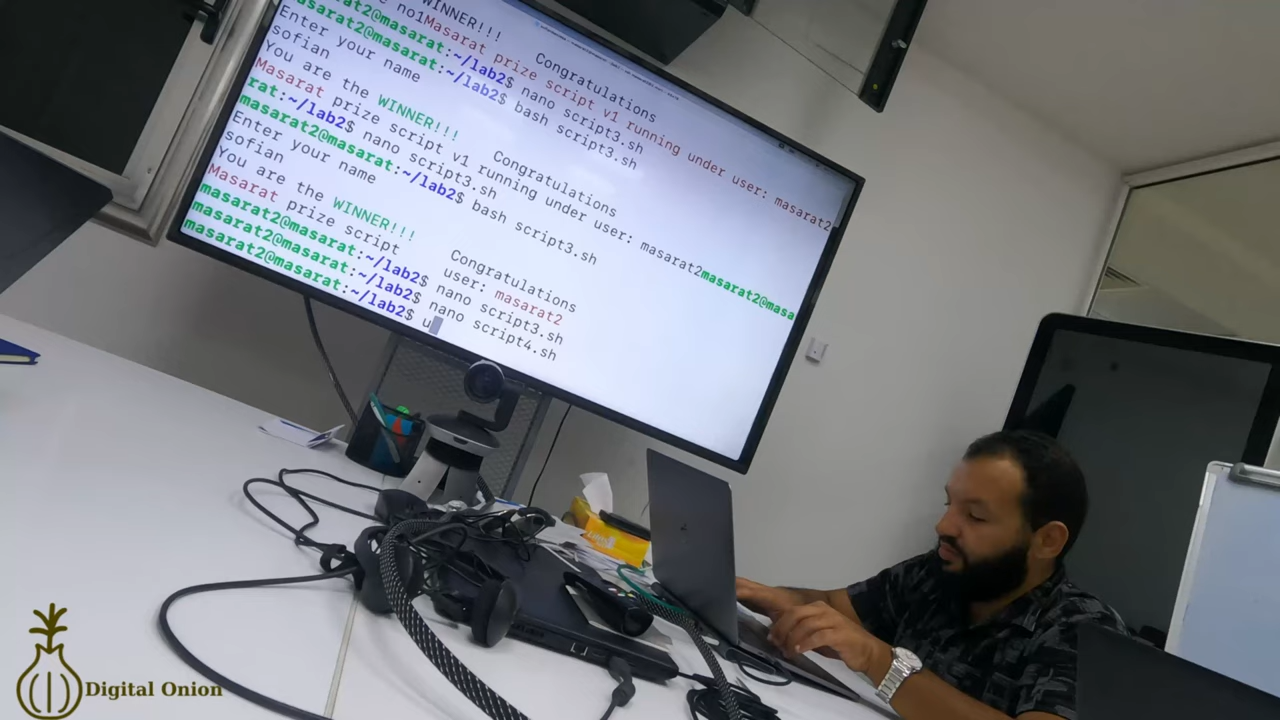 e no1Masarat prize script v1 running under user: masarat2
WINNER!!! Congratulations
masarat2@masarat:~/lab2$ nano script3.sh
masarat2@masarat:~/lab2$ bash script3.sh
Enter your name
sofian
You are the WINNER!!! Congratulations
Masarat prize script v1 running under user: masarat2masarat2@masa
rat:~/lab2$ nano script3.sh
masarat2@masarat:~/lab2$ bash script3.sh
Enter your name
sofian
You are the WINNER!!! Congratulations
Masarat prize script user: masarat2
masarat2@masarat:~/lab2$ nano script3.sh
masarat2@masarat:~/lab2$ nano script4.sh
masarat2@masarat:~/lab2$ u
Digital Onion